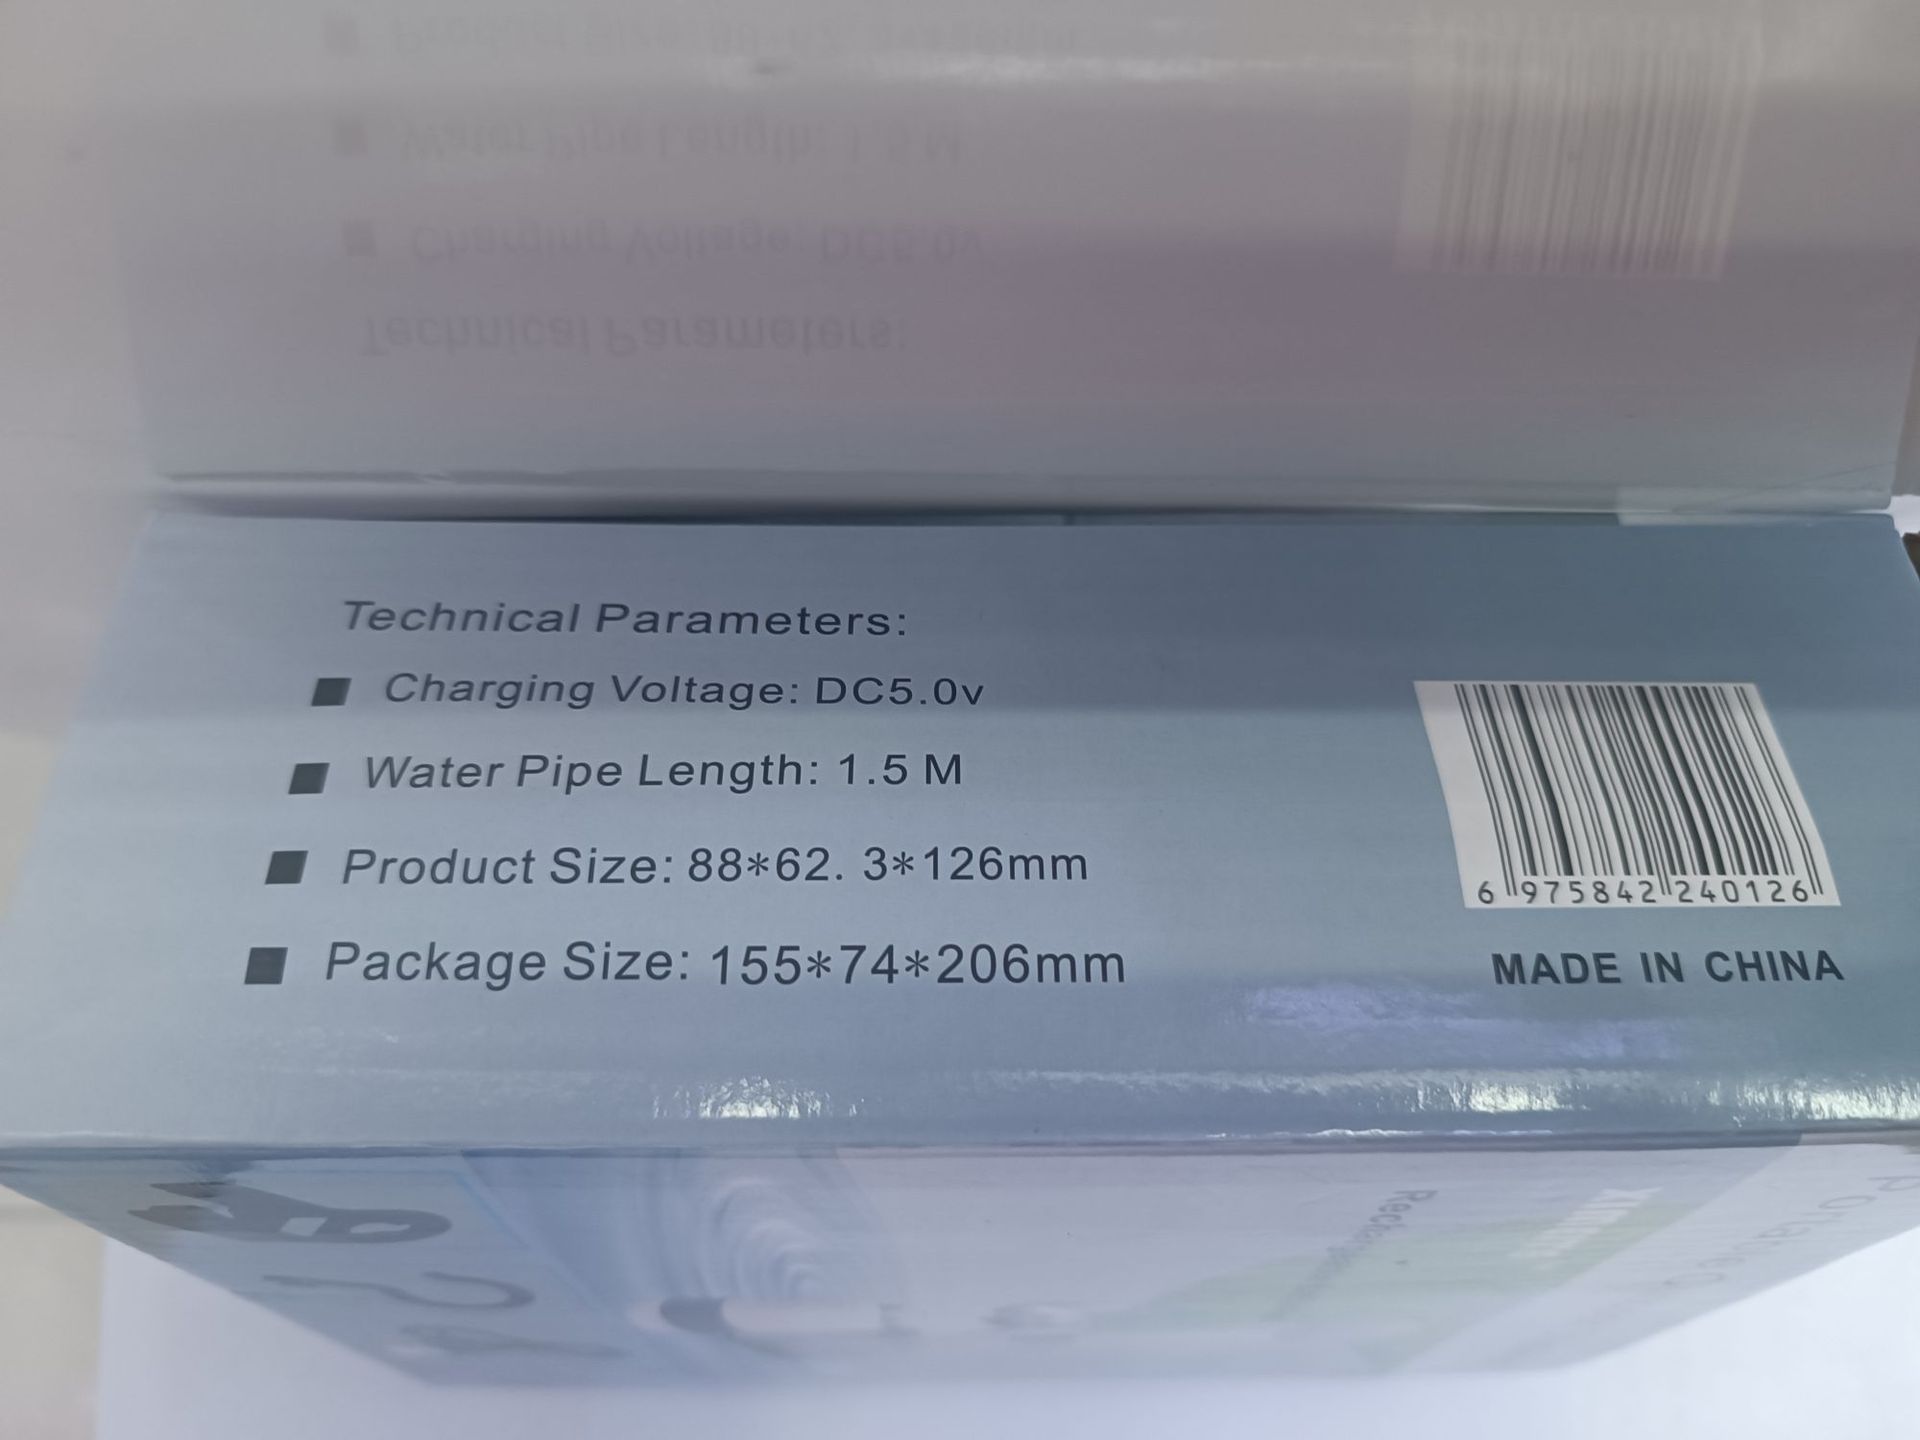 Technical Parameters:
■ Charging Voltage: DC5.0v
■ Water Pipe Length: 1.5 M
■ Product Size: 88*62. 3*126mm
■ Package Size: 155*74*206mm
6 975842 240126
MADE IN CHINA